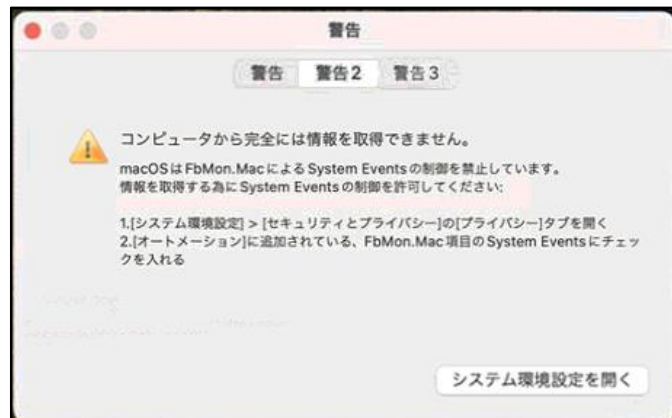 警告
警告 警告2 警告3
コンピュータから完全には情報を取得できません。
macOSはFbMon.MacによるSystem Eventsの制御を禁止しています。
情報を取得する為にSystem Eventsの制御を許可してください:
1.[システム環境設定] > [セキュリティとプライバシー]の[プライバシー]タブを開く
2.[オートメーション]に追加されている、FbMon.Mac項目のSystem Eventsにチェッ
クを入れる
システム環境設定を開く